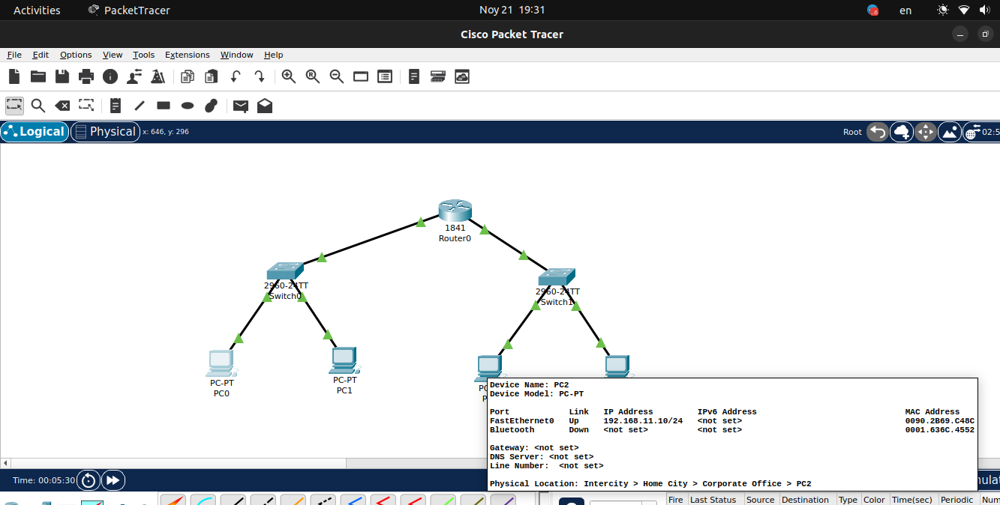 Activities PacketTracer Noy 21 19:31 en
Cisco Packet Tracer
File Edit Options View Tools Extensions Window Help
Logical Physical x: 646, y: 296 Root 02:5
1841
Router0
2960-24TT
Switch0
2960-24TT
Switch1
PC-PT
PC0
PC-PT
PC1
Device Name: PC2
Device Model: PC-PT
Port Link IP Address IPv6 Address MAC Address
FastEthernet0 Up 192.168.11.10/24 <not set> 0090.2B69.C48C
Bluetooth Down <not set> <not set> 0001.636C.4552
Gateway: <not set>
DNS Server: <not set>
Line Number: <not set>
Physical Location: Intercity > Home City > Corporate Office > PC2
Time: 00:05:30
Fire Last Status Source Destination Type Color Time(sec) Periodic Num